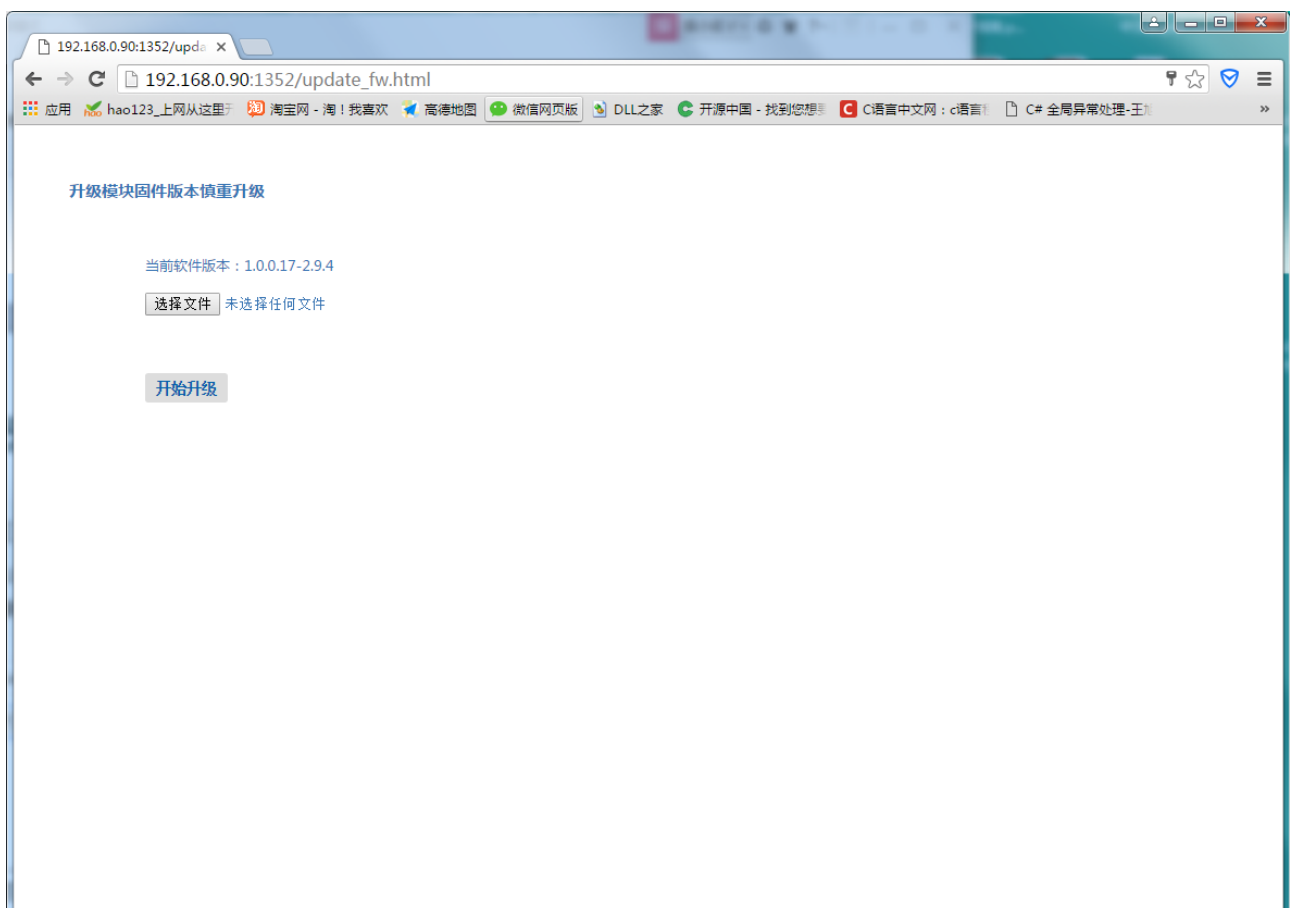 192.168.0.90:1352/upda
192.168.0.90:1352/update_fw.html
应用 hao123_上网从这里 淘宝网 - 淘！我喜欢 高德地图 微信网页版 DLL之家 开源中国 - 找到您想 C语言中文网：c语言 C# 全局异常处理-王 »
升级模块固件版本慎重升级
当前软件版本：1.0.0.17-2.9.4
选择文件 未选择任何文件
开始升级